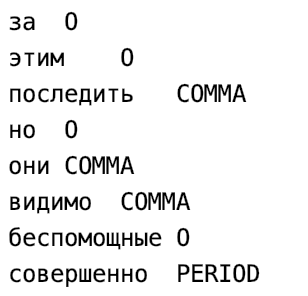 за O
этим O
последить COMMA
но O
они COMMA
видимо COMMA
беспомощные O
совершенно PERIOD